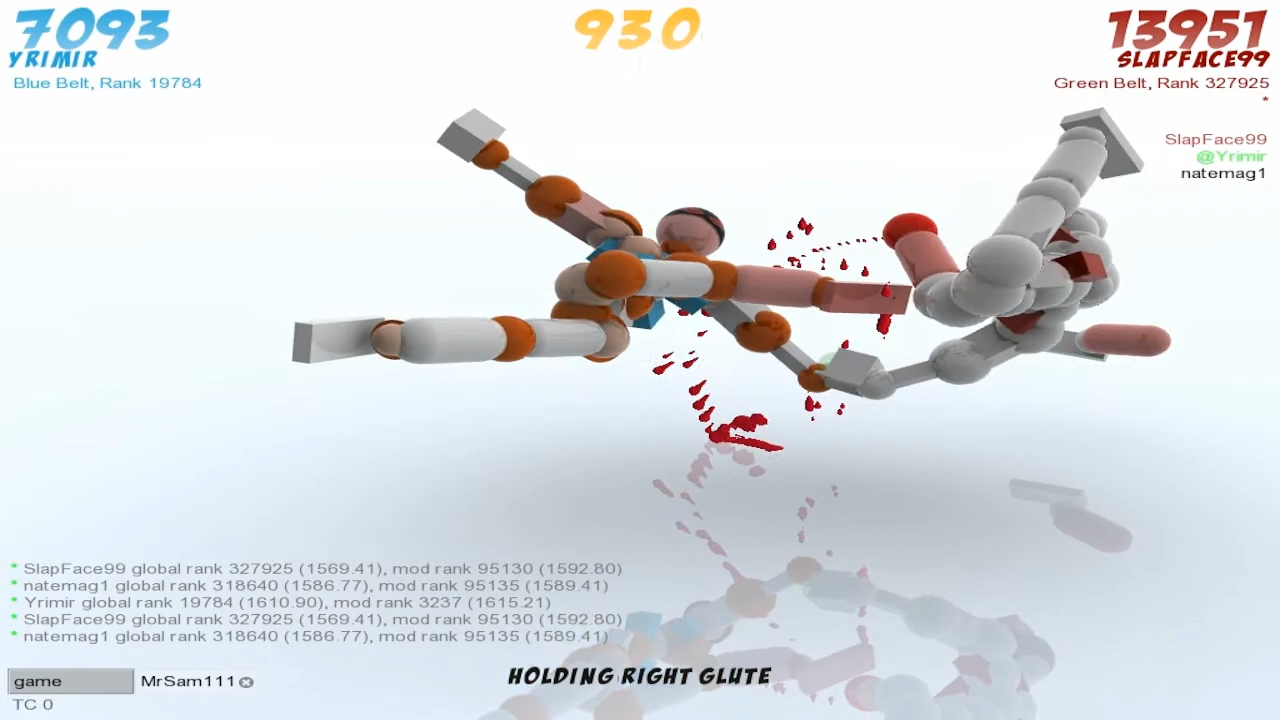 7093
YRIMIR
Blue Belt, Rank 19784
930
13951
SLAPFACE99
Green Belt, Rank 327925
*
SlapFace99
@Yrimir
natemag1
* SlapFace99 global rank 327925 (1569.41), mod rank 95130 (1592.80)
* natemag1 global rank 318640 (1586.77), mod rank 95135 (1589.41)
* Yrimir global rank 19784 (1610.90), mod rank 3237 (1615.21)
* SlapFace99 global rank 327925 (1569.41), mod rank 95130 (1592.80)
* natemag1 global rank 318640 (1586.77), mod rank 95135 (1589.41)
HOLDING RIGHT GLUTE
game MrSam111
TC 0